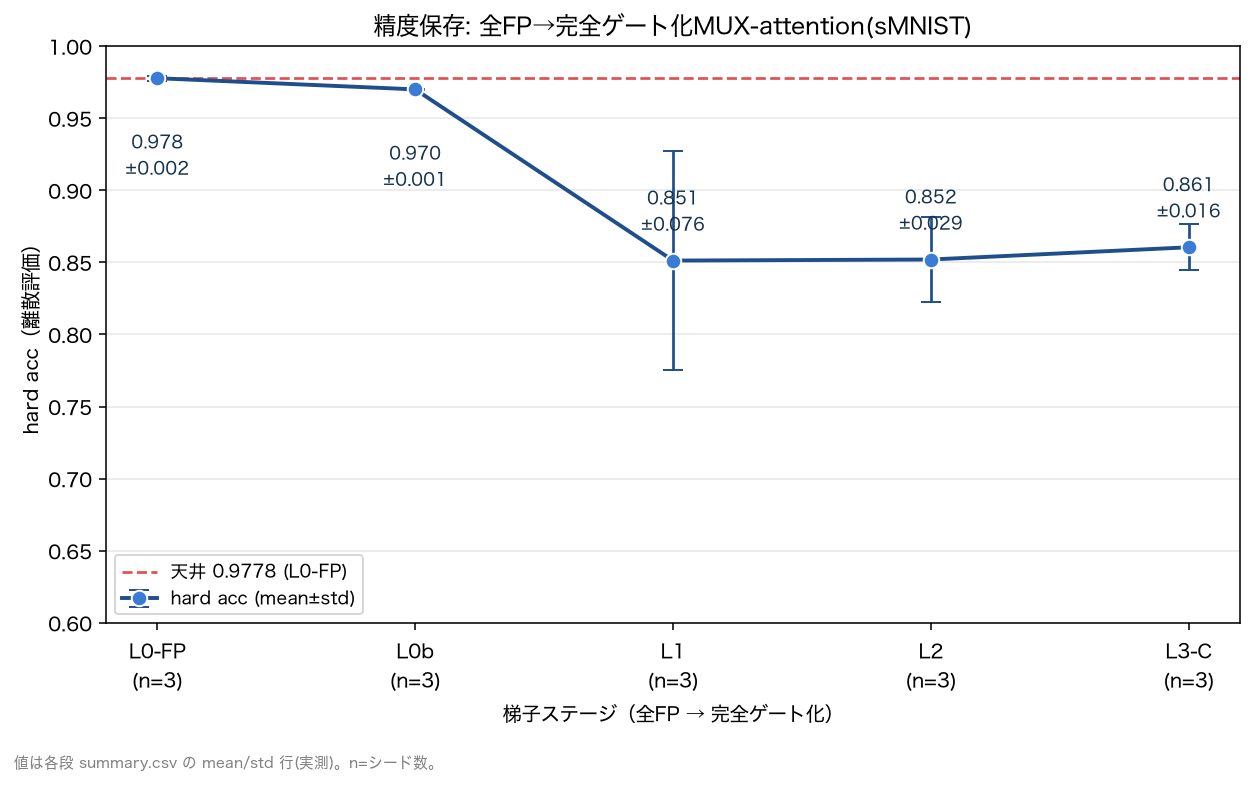 精度保存: 全FP→完全ゲート化MUX-attention(sMNIST)
hard acc（離散評価）
1.00
0.95
0.90
0.85
0.80
0.75
0.70
0.65
0.60
0.978
±0.002
0.970
±0.001
0.851
±0.076
0.852
±0.029
0.861
±0.016
天井 0.9778 (L0-FP)
hard acc (mean±std)
L0-FP
(n=3)
L0b
(n=3)
L1
(n=3)
L2
(n=3)
L3-C
(n=3)
梯子ステージ（全FP → 完全ゲート化）
値は各段 summary.csv の mean/std 行(実測)。n=シード数。